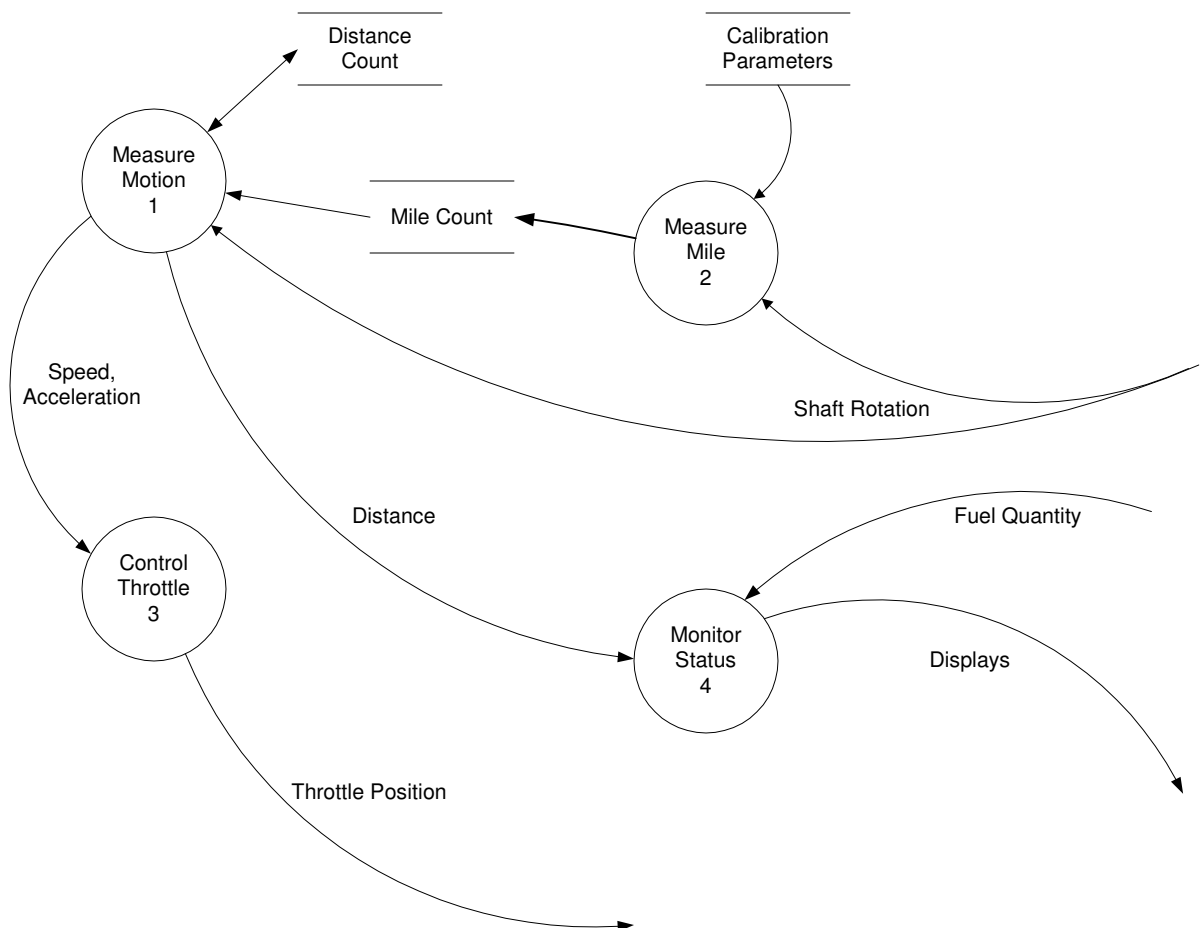 Distance
Count
Calibration
Parameters
Measure
Motion
1
Mile Count
Measure
Mile
2
Speed,
Acceleration
Shaft Rotation
Distance
Fuel Quantity
Control
Throttle
3
Monitor
Status
4
Displays
Throttle Position